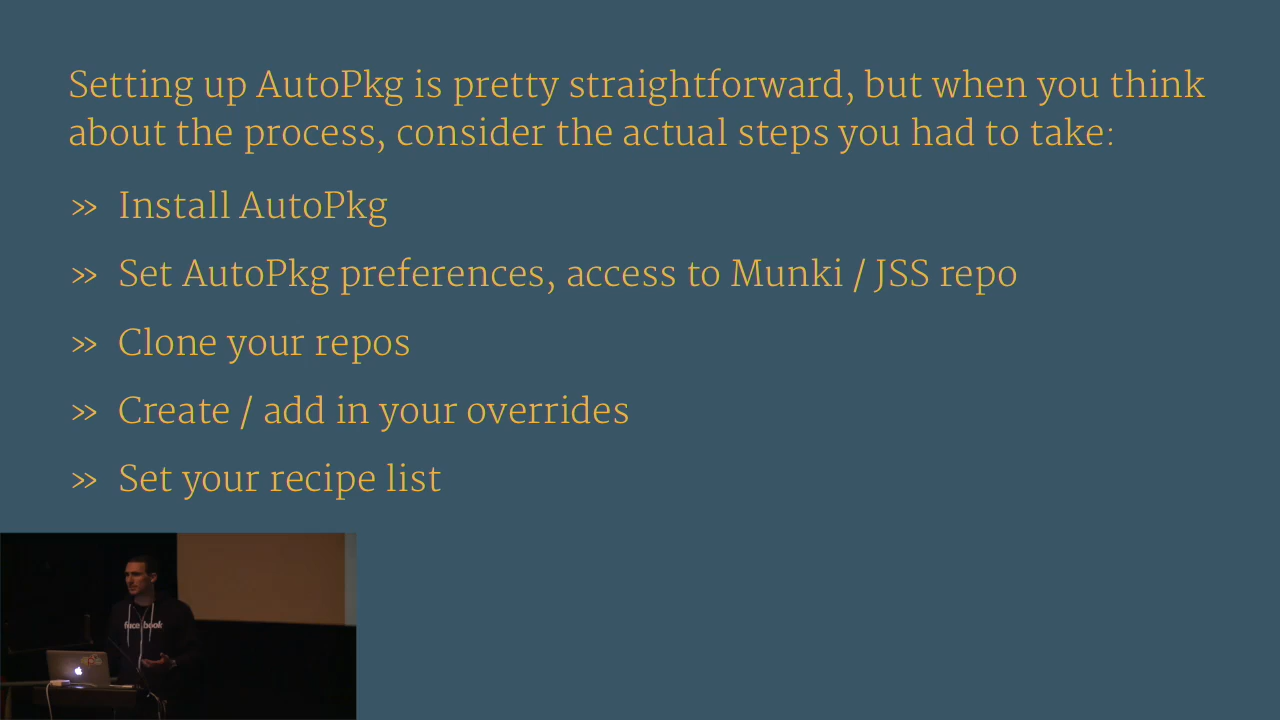 Setting up AutoPkg is pretty straightforward, but when you think
about the process, consider the actual steps you had to take:
» Install AutoPkg
» Set AutoPkg preferences, access to Munki / JSS repo
» Clone your repos
» Create / add in your overrides
» Set your recipe list
facebook